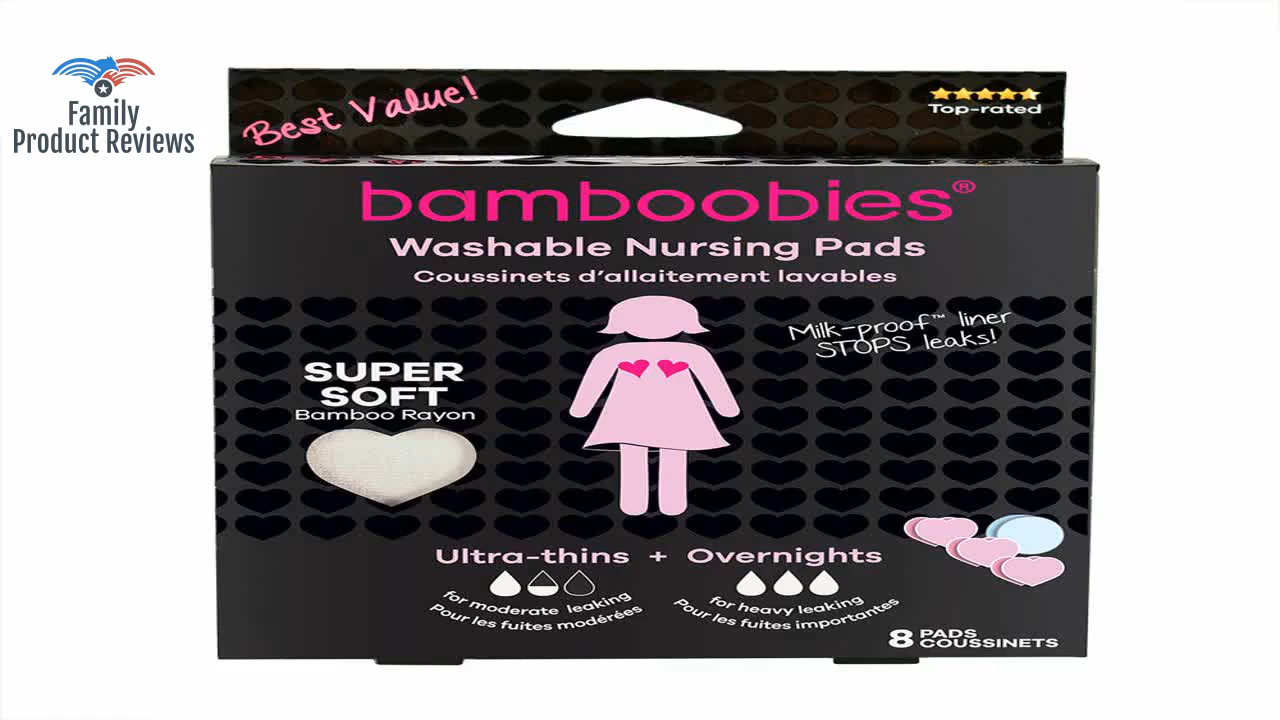 Family
Product Reviews
Best Value!
Top-rated
bamboobies®
Washable Nursing Pads
Coussinets d'allaitement lavables
Milk-proof™ liner
STOPS leaks!
SUPER
SOFT
Bamboo Rayon
Ultra-thins + Overnights
for moderate leaking
Pour les fuites modérées
for heavy leaking
Pour les fuites importantes
8 PADS
COUSSINETS